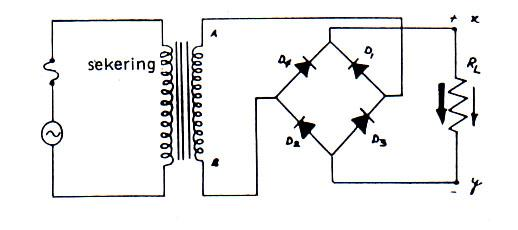 sekering
A
B
D4
D1
D2
D3
+ x
RL
- y